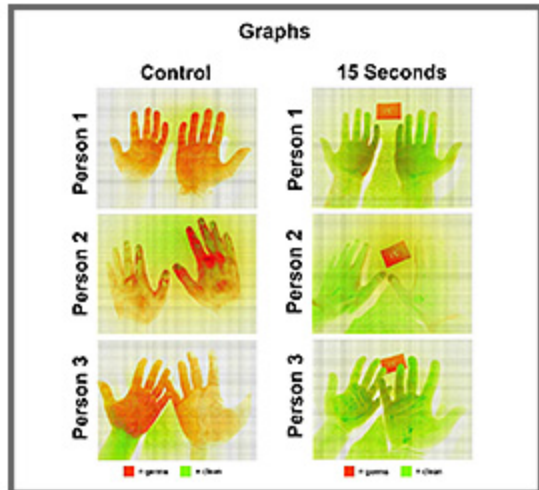 Graphs
Control
15 Seconds
Person 1
Person 2
Person 3
Person 1
Person 2
Person 3
= germs
= clean
= germs
= clean